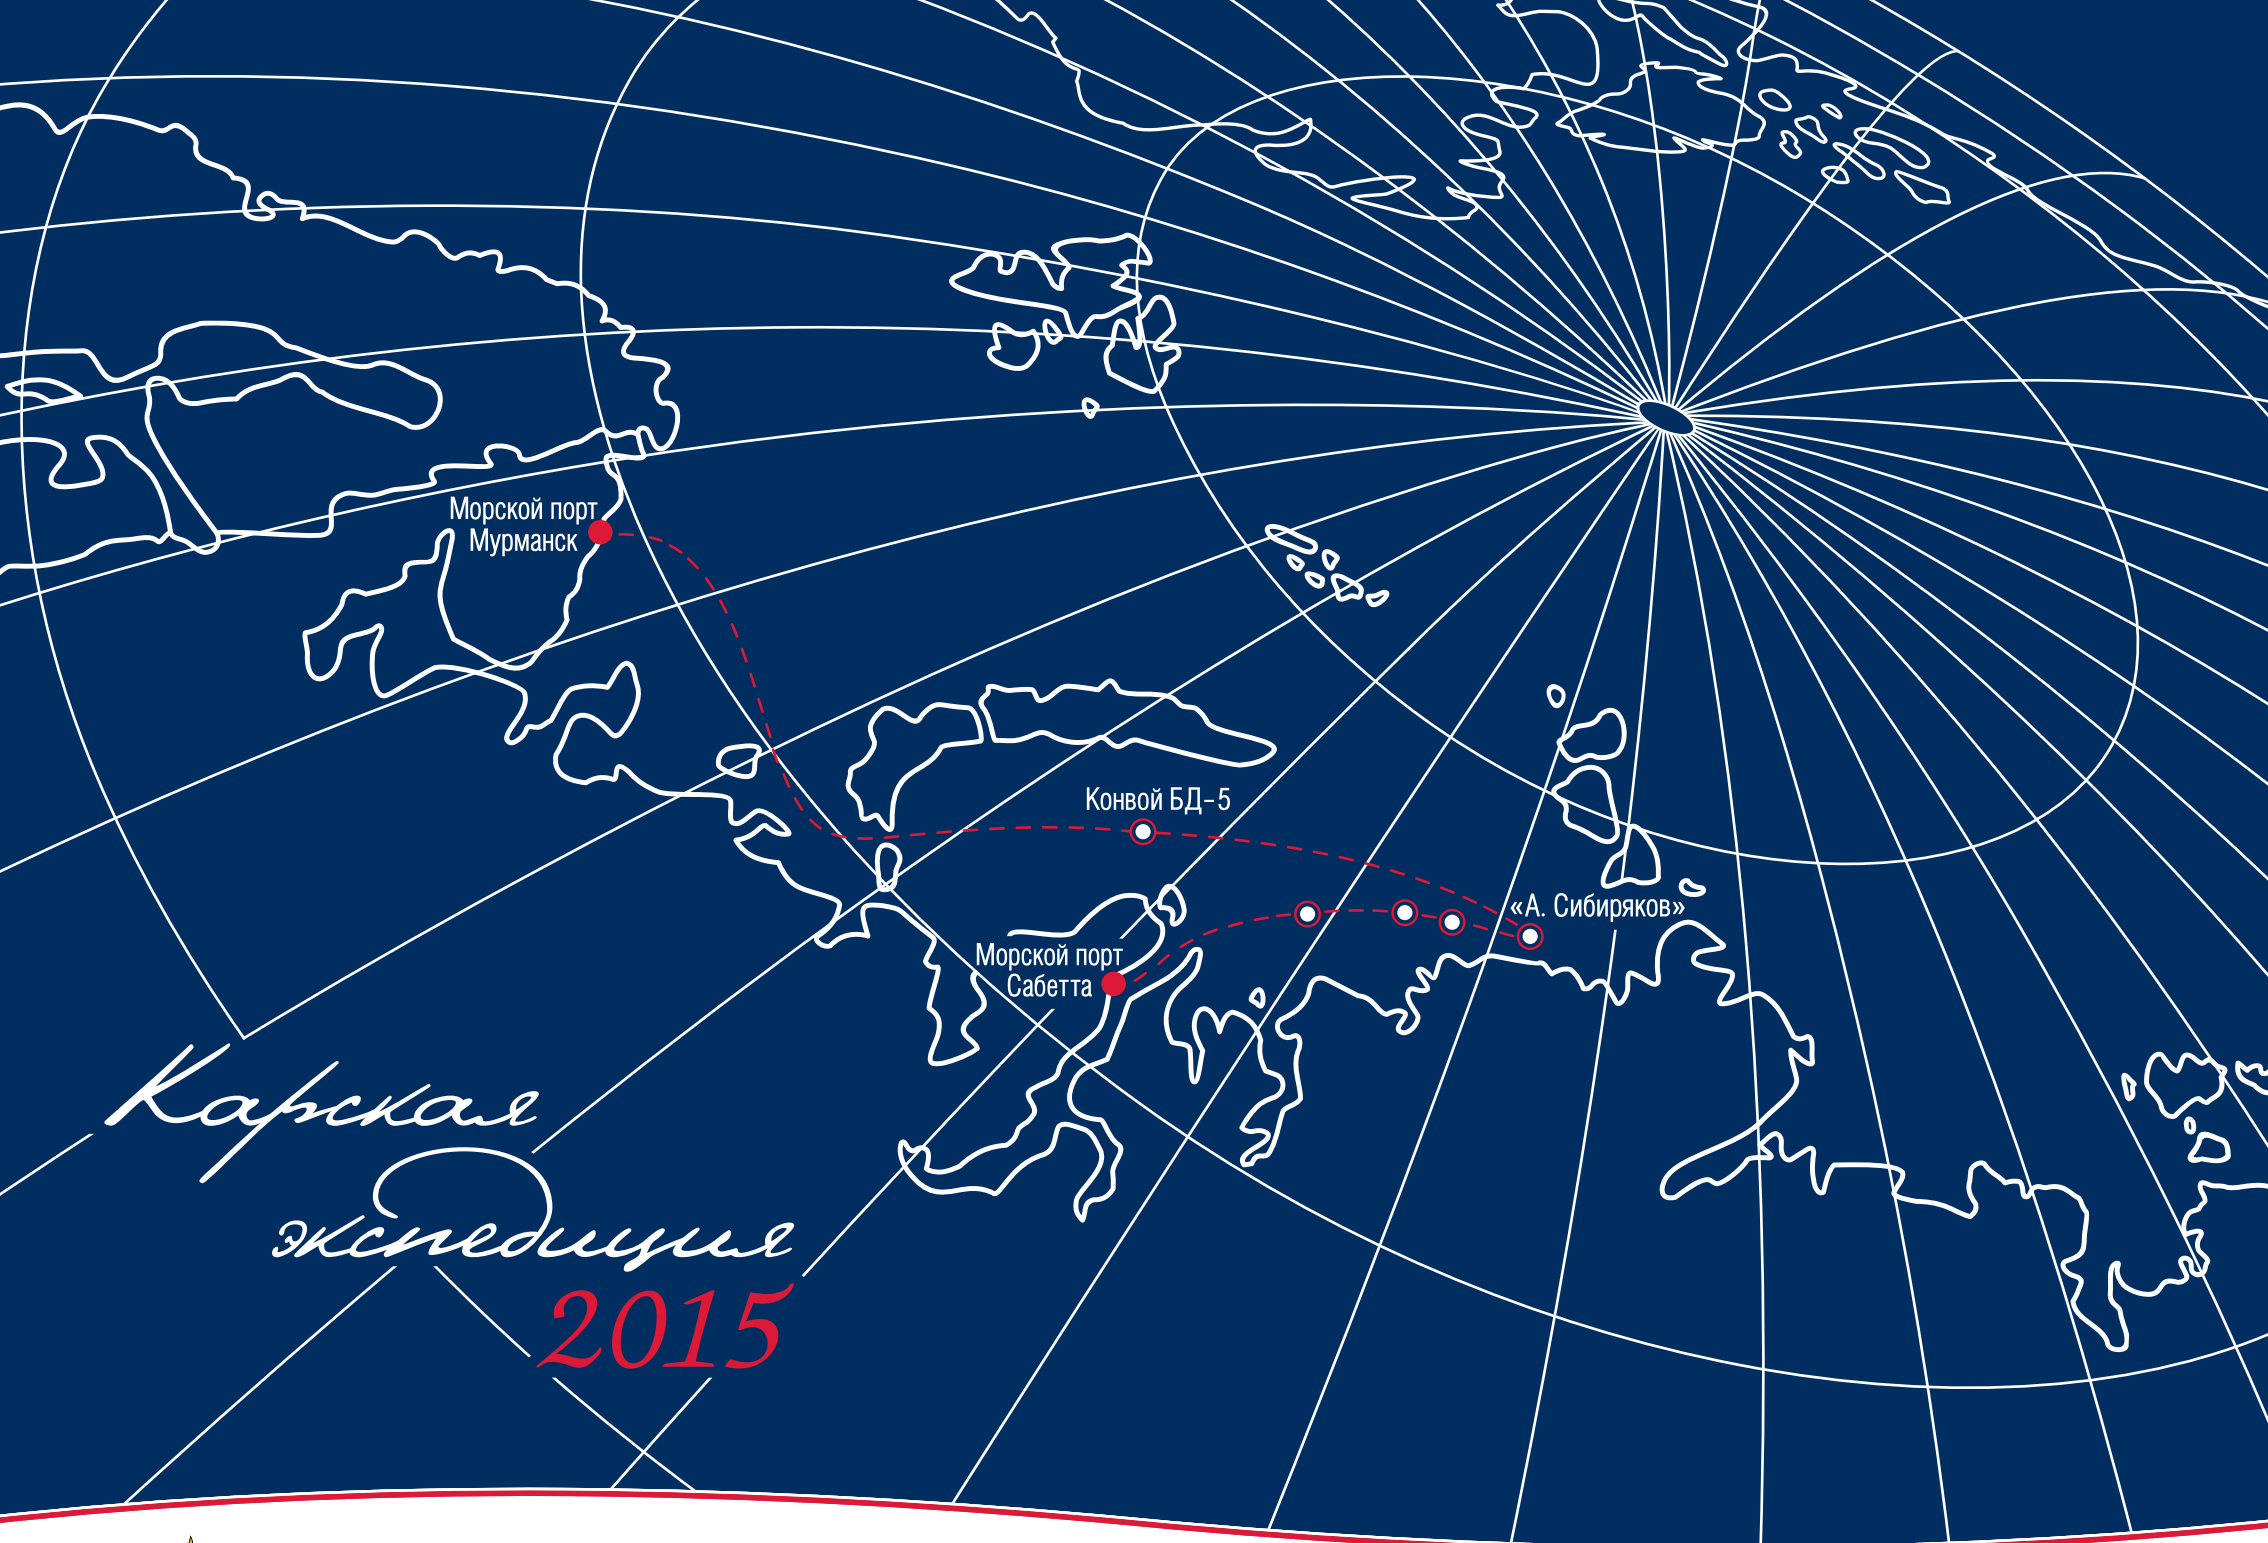 Морской порт
Мурманск
Конвой БД-5
«А. Сибиряков»
Морской порт
Сабетта
Карская
экспедиция
2015